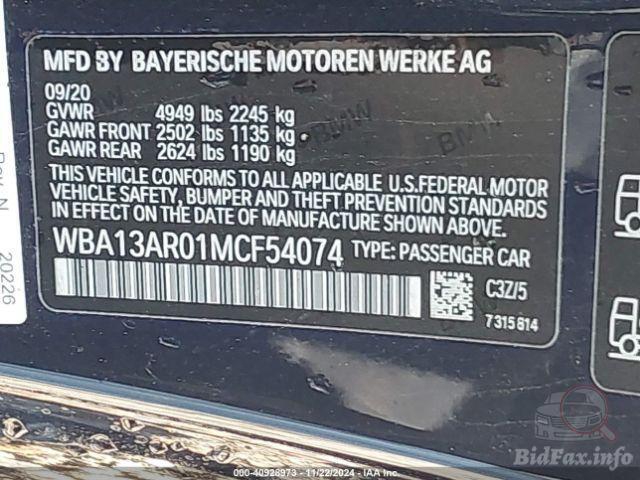 MFD BY BAYERISCHE MOTOREN WERKE AG
09/20
GVWR 4949 lbs 2245 kg
GAWR FRONT 2502 lbs 1135 kg
GAWR REAR 2624 lbs 1190 kg
THIS VEHICLE CONFORMS TO ALL APPLICABLE U.S.FEDERAL MOTOR
VEHICLE SAFETY, BUMPER AND THEFT PREVENTION STANDARDS
IN EFFECT ON THE DATE OF MANUFACTURE SHOWN ABOVE.
WBA13AR01MCF54074 TYPE: PASSENGER CAR
C3Z/5
7315814
20226
BMW
000-40928973 - 11/22/2024 - IAA Inc.
BidFax.info